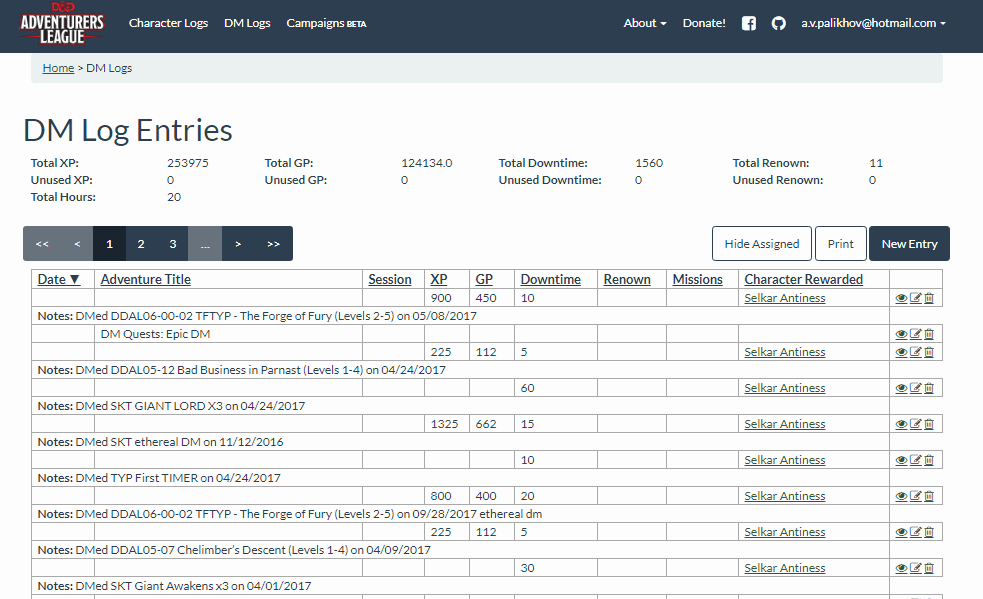 D&D
ADVENTURERS
LEAGUE
Character Logs DM Logs Campaigns BETA About Donate! a.v.palikhov@hotmail.com
Home > DM Logs
DM Log Entries
Total XP: 253975 Total GP: 124134.0 Total Downtime: 1560 Total Renown: 11
Unused XP: 0 Unused GP: 0 Unused Downtime: 0 Unused Renown: 0
Total Hours: 20
<< < 1 2 3 ... > >> Hide Assigned Print New Entry
Date ▼ Adventure Title Session XP GP Downtime Renown Missions Character Rewarded
900 450 10 Selkar Antiness
Notes: DMed DDAL06-00-02 TFTYP - The Forge of Fury (Levels 2-5) on 05/08/2017
DM Quests: Epic DM
225 112 5 Selkar Antiness
Notes: DMed DDAL05-12 Bad Business in Parnast (Levels 1-4) on 04/24/2017
60 Selkar Antiness
Notes: DMed SKT GIANT LORD X3 on 04/24/2017
1325 662 15 Selkar Antiness
Notes: DMed SKT ethereal DM on 11/12/2016
10 Selkar Antiness
Notes: DMed TYP First TIMER on 04/24/2017
800 400 20 Selkar Antiness
Notes: DMed DDAL06-00-02 TFTYP - The Forge of Fury (Levels 2-5) on 09/28/2017 ethereal dm
225 112 5 Selkar Antiness
Notes: DMed DDAL05-07 Chelimber's Descent (Levels 1-4) on 04/09/2017
30 Selkar Antiness
Notes: DMed SKT Giant Awakens x3 on 04/01/2017